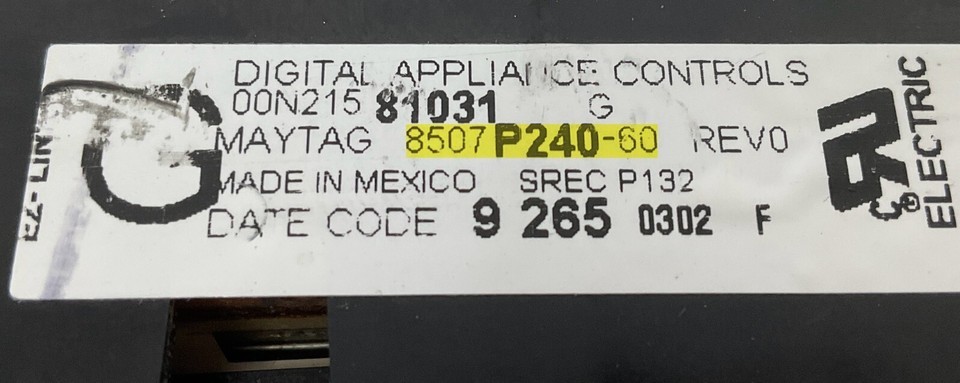 DIGITAL APPLIANCE CONTROLS
00N215 81031 G
MAYTAG 8507P240-60 REV0
MADE IN MEXICO SREC P132
DATE CODE 9 265 0302 F
G
ELECTRIC